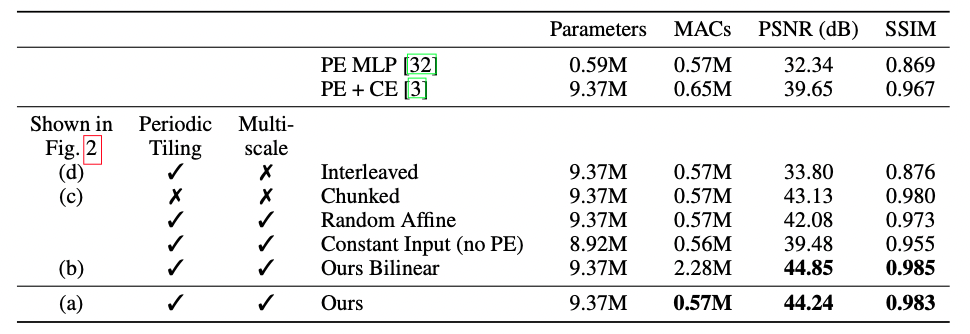 Parameters MACs PSNR (dB) SSIM
PE MLP [32] 0.59M 0.57M 32.34 0.869
PE + CE [3] 9.37M 0.65M 39.65 0.967
Shown in Periodic Multi-
Fig. 2 Tiling scale
(d) ✓ ✗ Interleaved 9.37M 0.57M 33.80 0.876
(c) ✗ ✗ Chunked 9.37M 0.57M 43.13 0.980
✓ ✓ Random Affine 9.37M 0.57M 42.08 0.973
✓ ✓ Constant Input (no PE) 8.92M 0.56M 39.48 0.955
(b) ✓ ✓ Ours Bilinear 9.37M 2.28M 44.85 0.985
(a) ✓ ✓ Ours 9.37M 0.57M 44.24 0.983